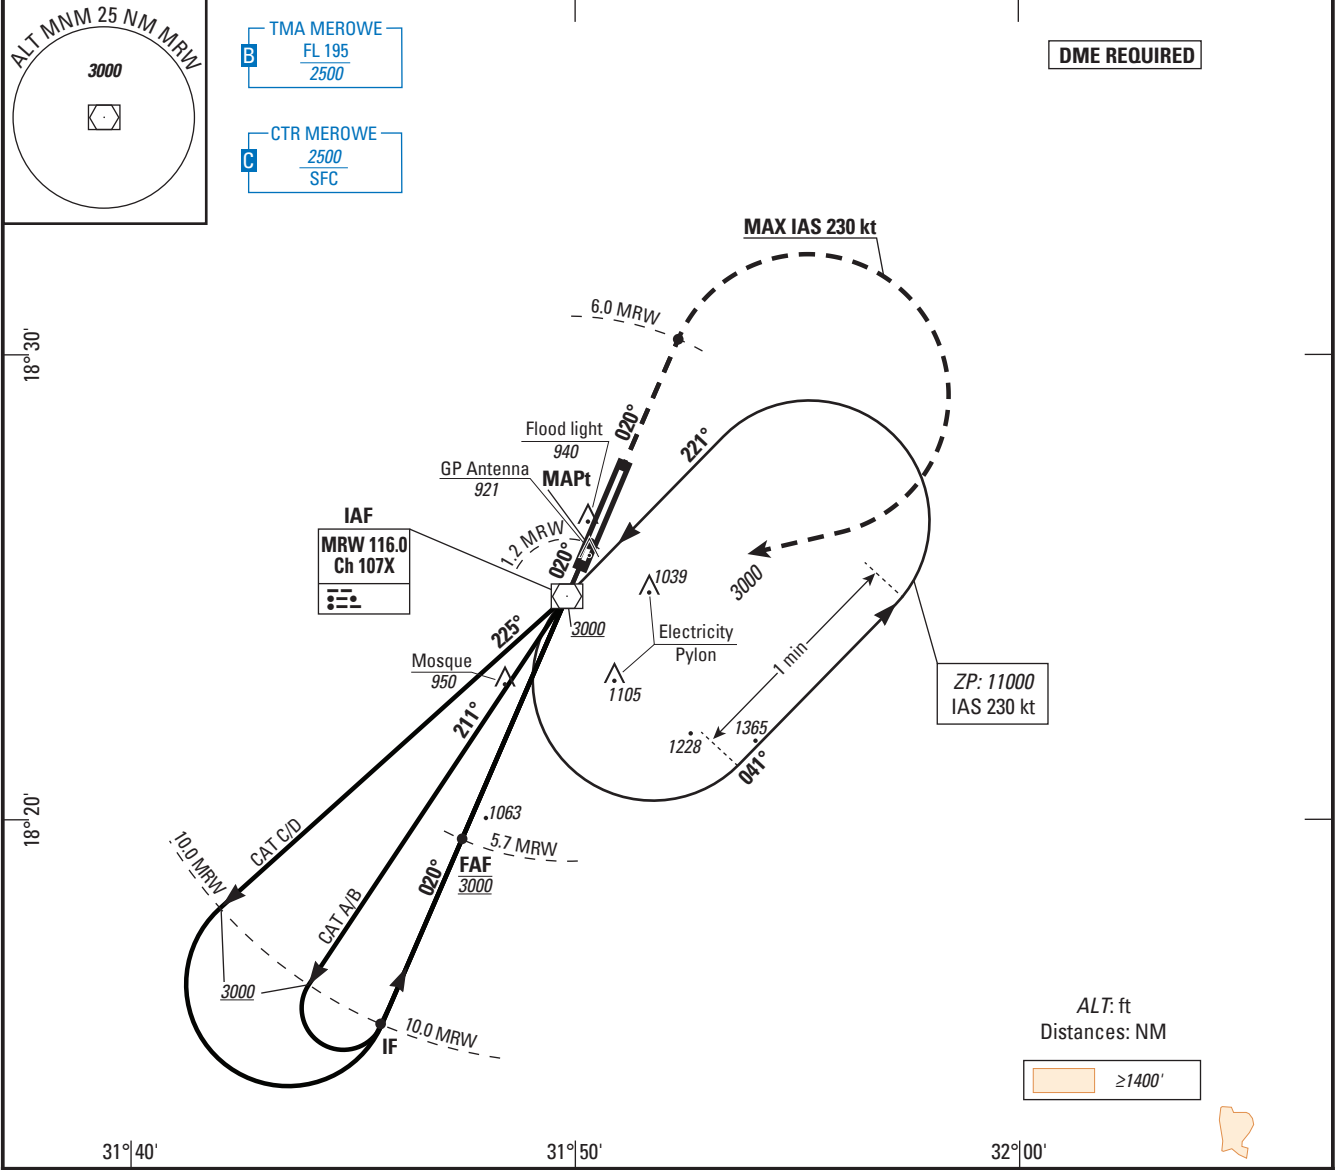 ALT MNM 25 NM MRW
3000
TMA MEROWE
B
FL 195
2500
CTR MEROWE
C
2500
SFC
DME REQUIRED
MAX IAS 230 kt
6.0 MRW
18°30'
020°
221°
Flood light
940
GP Antenna
921
MAPt
IAF
MRW 116.0
Ch 107X
1.2 MRW
020°
3000
1039
3000
225°
Electricity
Pylon
1 min
Mosque
950
1105
ZP: 11000
IAS 230 kt
211°
1228
1365
041°
18°20'
1063
5.7 MRW
10.0 MRW
CAT C/D
FAF
3000
020°
CAT A/B
3000
10.0 MRW
IF
ALT: ft
Distances: NM
≥1400'
31°40'
31°50'
32°00'